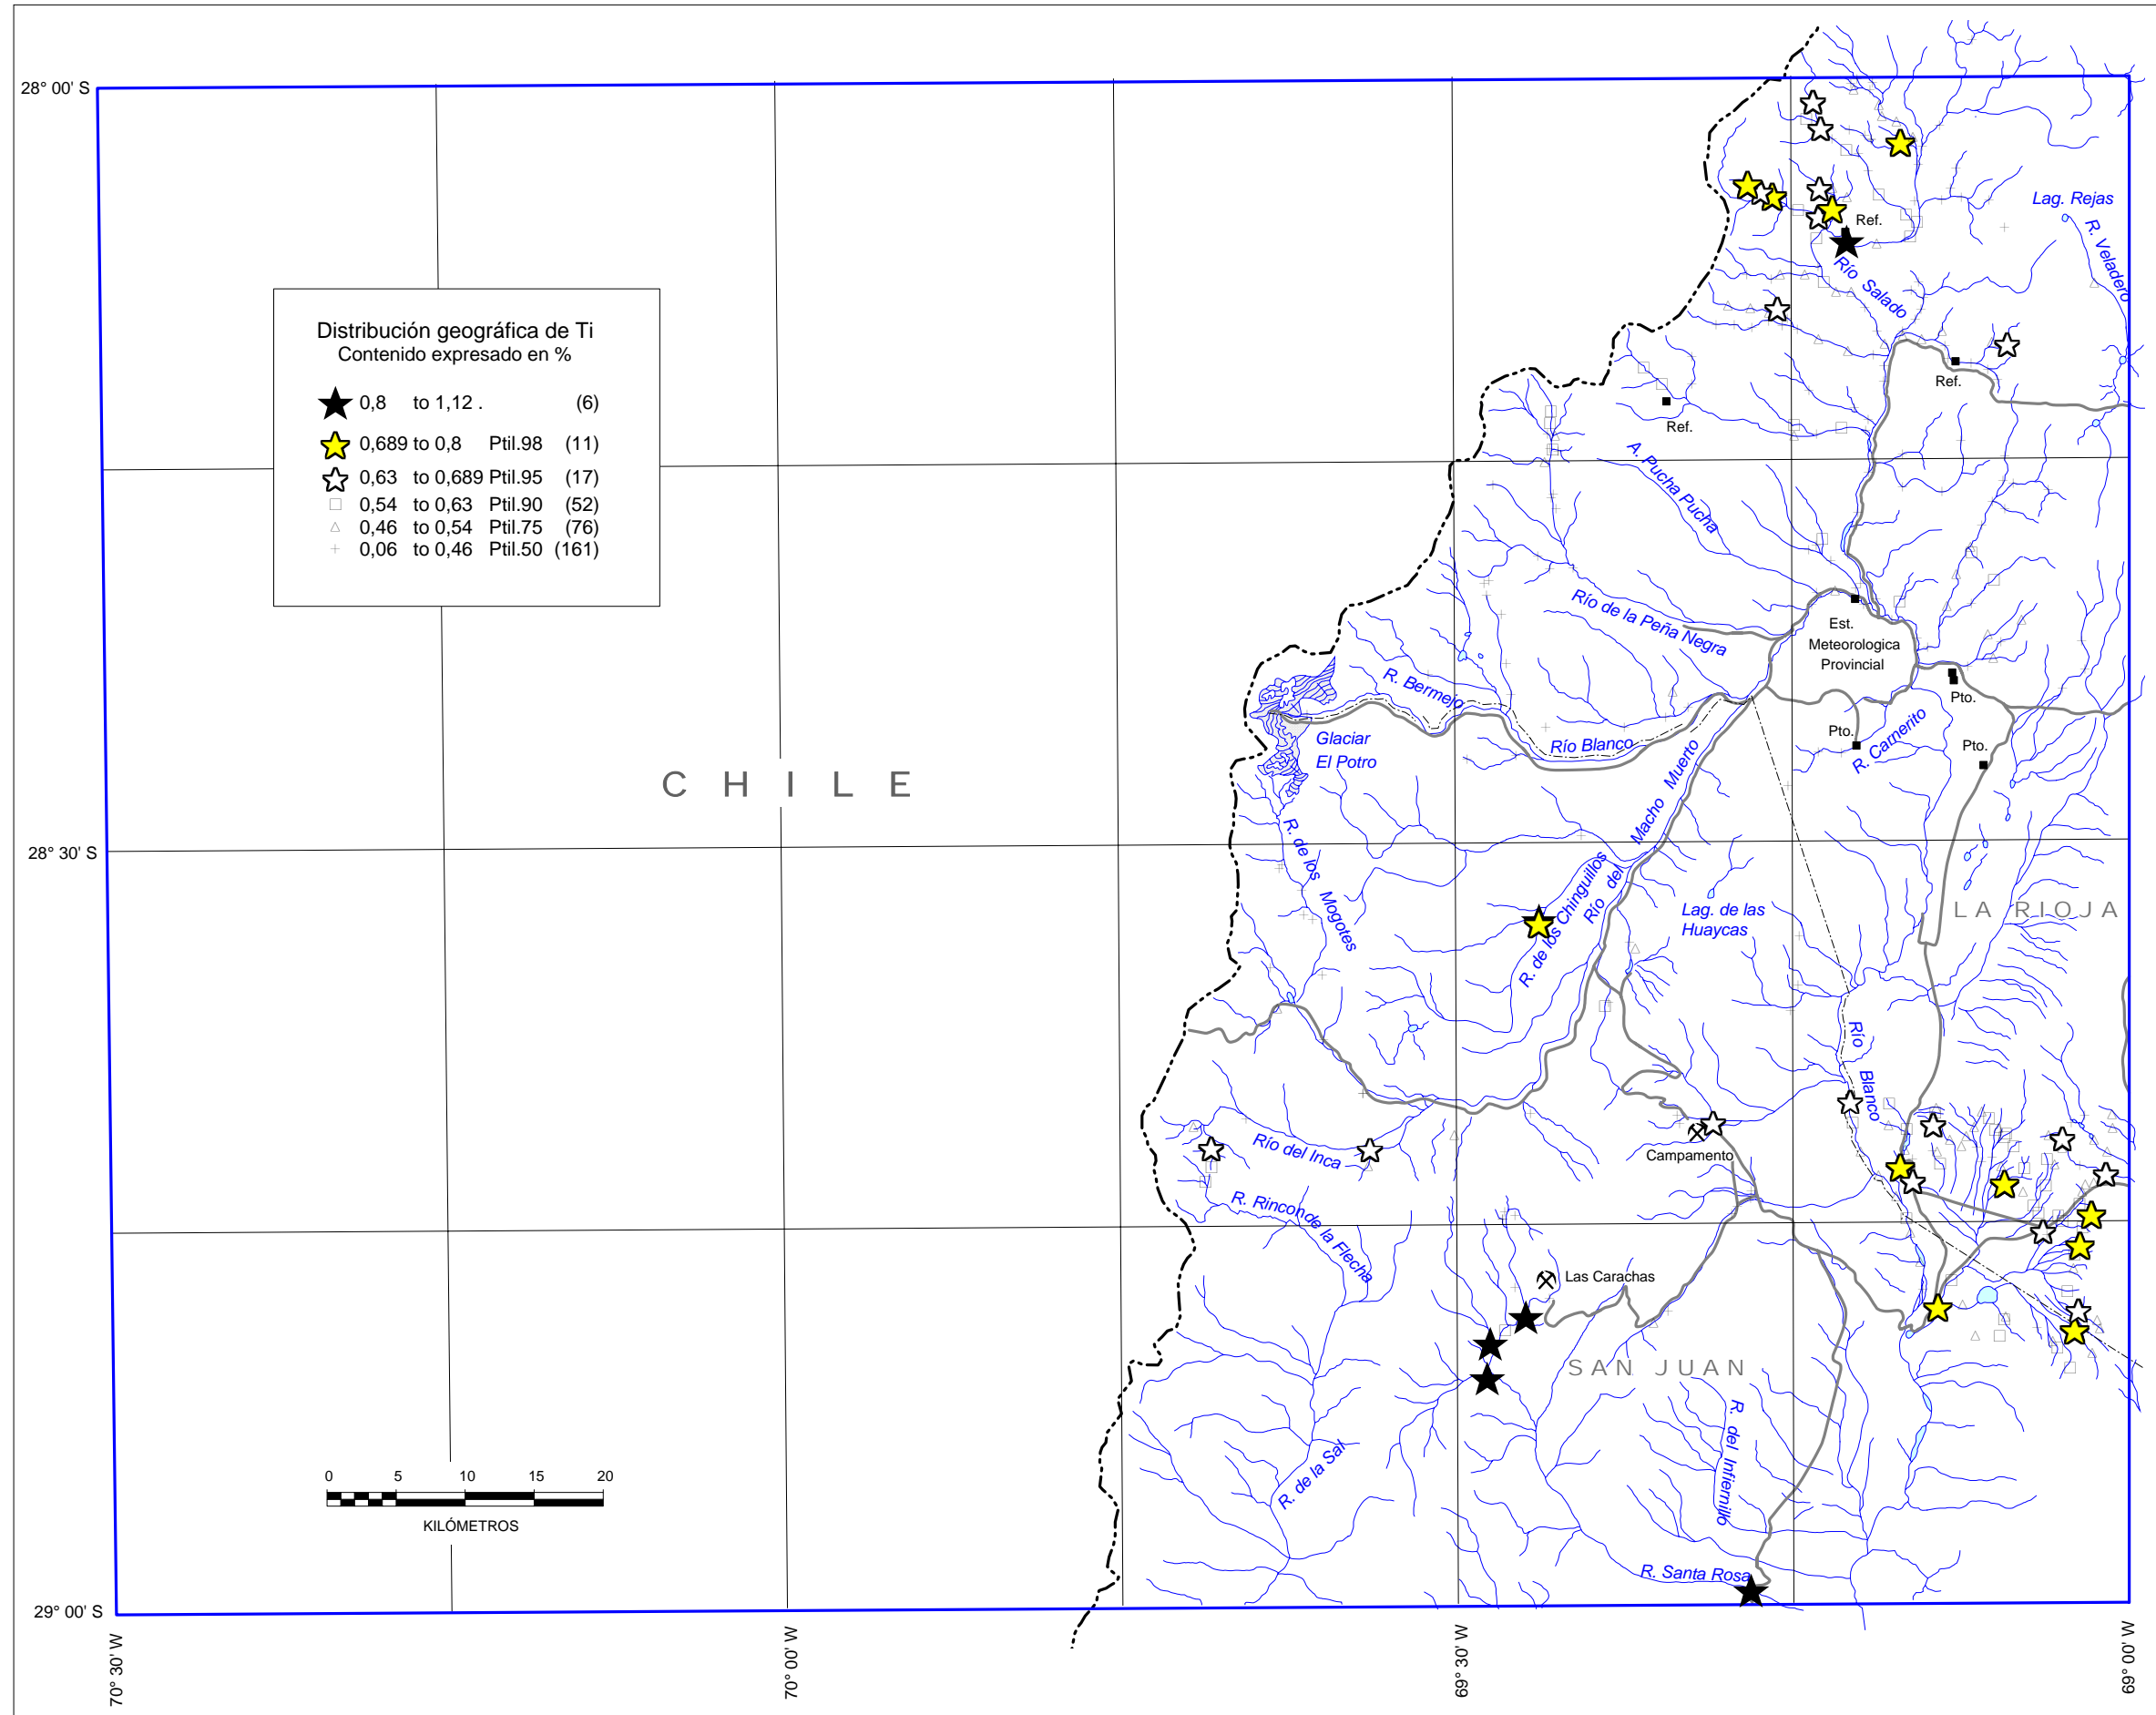 28° 00' S
Lag. Rejas
R. Veladero
Ref.
Río Salado
Distribución geográfica de Ti
Contenido expresado en %
0,8 to 1,12 . (6)
0,689 to 0,8 Ptil.98 (11)
0,63 to 0,689 Ptil.95 (17)
0,54 to 0,63 Ptil.90 (52)
0,46 to 0,54 Ptil.75 (76)
0,06 to 0,46 Ptil.50 (161)
Ref.
Ref.
A. Pucha Pucha
Río de la Peña Negra
Est.
Meteorologica
Provincial
R. Bermejo
Pto.
Pto.
Pto.
R. Carnerito
Glaciar
El Potro
Río Blanco
CHILE
Río del Macho Muerto
R. de los Mogotes
28° 30' S
R. de los Chinguillos
Lag. de las
Huaycas
LA RIOJA
Río Blanco
Río del Inca
Campamento
R. Rincon de la Flecha
Las Carachas
SAN JUAN
R. del Infiernillo
R. de la Sal
0 5 10 15 20
KILÓMETROS
R. Santa Rosa
29° 00' S
70° 30' W
70° 00' W
69° 30' W
69° 00' W